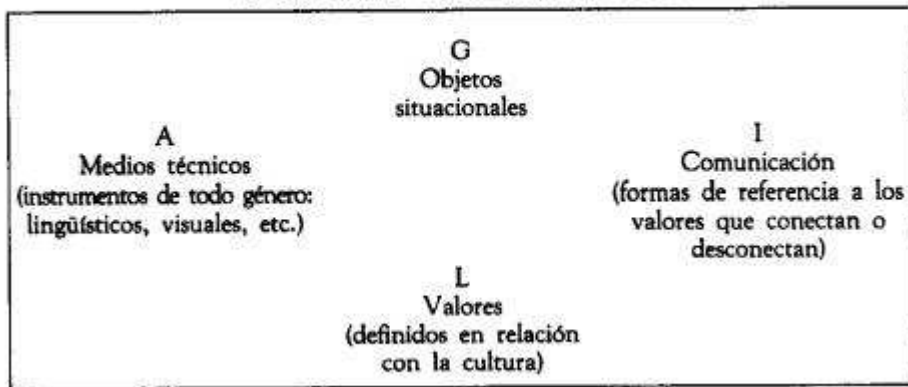 G
Objetos
situacionales
A
Medios técnicos
(instrumentos de todo género:
lingüísticos, visuales, etc.)
I
Comunicación
(formas de referencia a los
valores que conectan o
desconectan)
L
Valores
(definidos en relación
con la cultura)